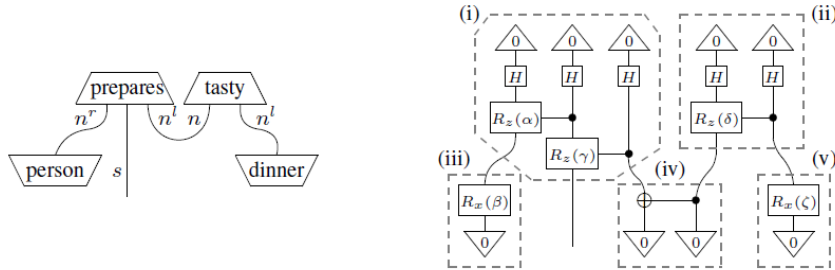 prepares tasty
n^r n^l n n^l
person s dinner
(i) (ii)
0 0 0 0 0
H H H H H
R_z(α) R_z(δ)
R_z(γ)
(iii) (iv) (v)
R_x(β) R_x(ζ)
0 0 0 0